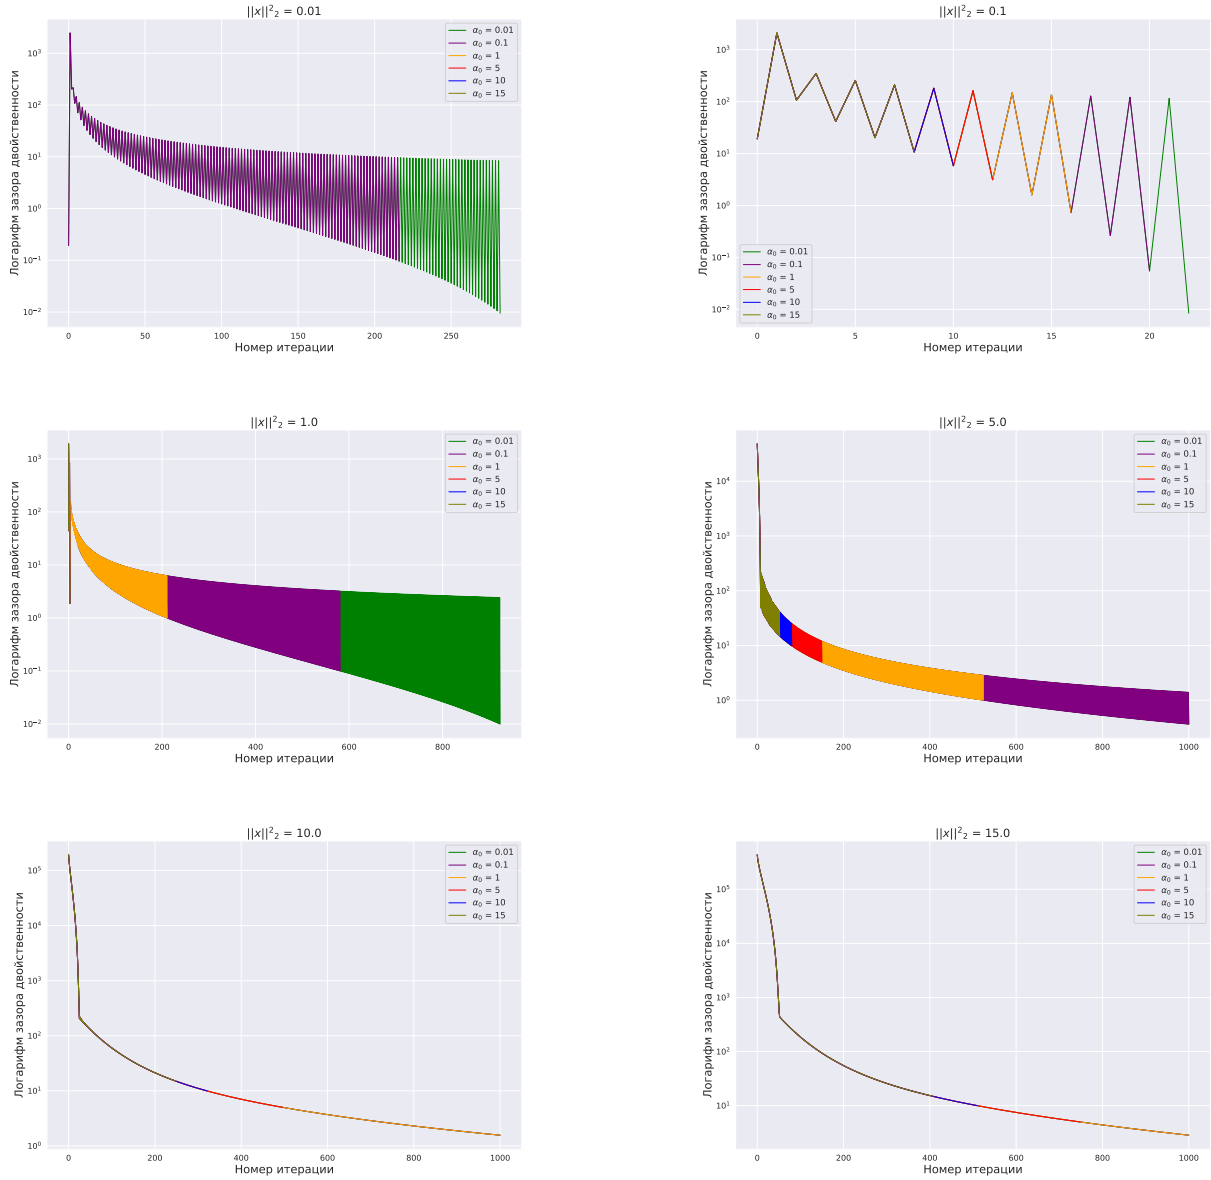 ||x||²₂ = 0.01
Логарифм зазора двойственности
10³
10²
10¹
10⁰
10⁻¹
10⁻²
α₀ = 0.01
α₀ = 0.1
α₀ = 1
α₀ = 5
α₀ = 10
α₀ = 15
0 50 100 150 200 250
Номер итерации
||x||²₂ = 0.1
Логарифм зазора двойственности
10³
10²
10¹
10⁰
10⁻¹
10⁻²
α₀ = 0.01
α₀ = 0.1
α₀ = 1
α₀ = 5
α₀ = 10
α₀ = 15
0 5 10 15 20
Номер итерации
||x||²₂ = 1.0
Логарифм зазора двойственности
10³
10²
10¹
10⁰
10⁻¹
10⁻²
α₀ = 0.01
α₀ = 0.1
α₀ = 1
α₀ = 5
α₀ = 10
α₀ = 15
0 200 400 600 800
Номер итерации
||x||²₂ = 5.0
Логарифм зазора двойственности
10⁴
10³
10²
10¹
10⁰
α₀ = 0.01
α₀ = 0.1
α₀ = 1
α₀ = 5
α₀ = 10
α₀ = 15
0 200 400 600 800 1000
Номер итерации
||x||²₂ = 10.0
Логарифм зазора двойственности
10⁵
10⁴
10³
10²
10¹
10⁰
α₀ = 0.01
α₀ = 0.1
α₀ = 1
α₀ = 5
α₀ = 10
α₀ = 15
0 200 400 600 800 1000
Номер итерации
||x||²₂ = 15.0
Логарифм зазора двойственности
10⁵
10⁴
10³
10²
10¹
α₀ = 0.01
α₀ = 0.1
α₀ = 1
α₀ = 5
α₀ = 10
α₀ = 15
0 200 400 600 800 1000
Номер итерации